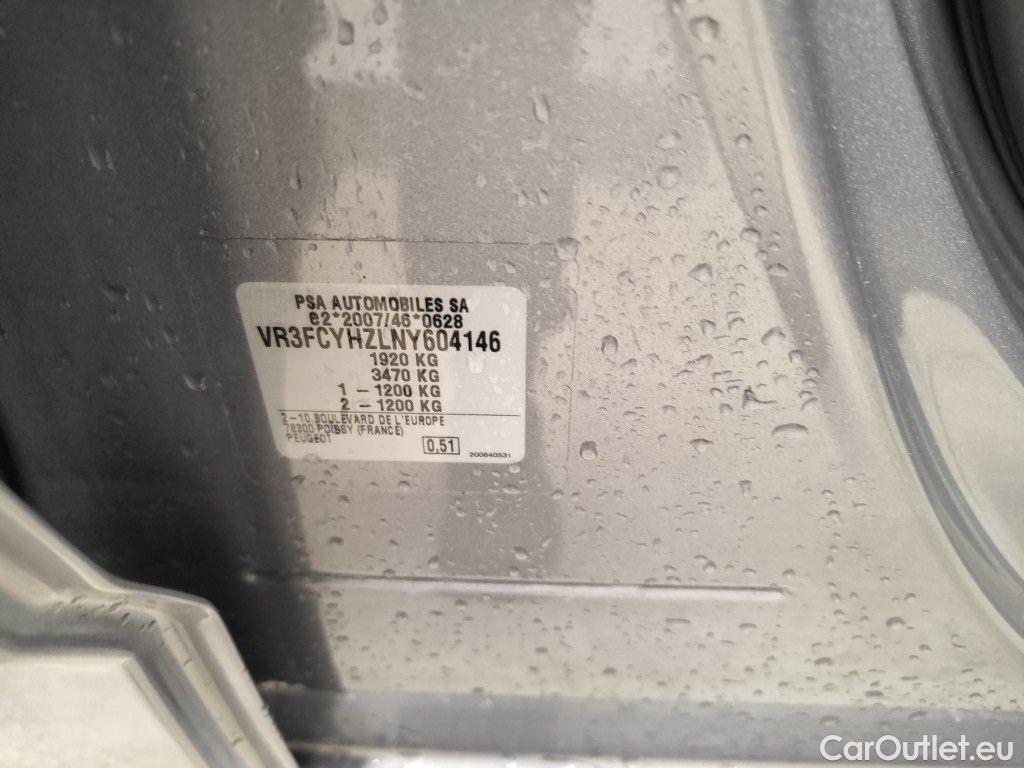 PSA AUTOMOBILES SA
e2*2007/46*0628
VR3FCYHZLNY604146
1920 KG
3470 KG
1 - 1200 KG
2 - 1200 KG
2-10 BOULEVARD DE L'EUROPE
78300 POISSY (FRANCE)
PEUGEOT
0,51
200640531
CarOutlet.eu